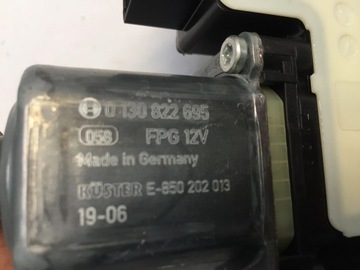 0 130 822 695
058 FPG 12V
Made in Germany
KÜSTER E-850 202 013
19-06